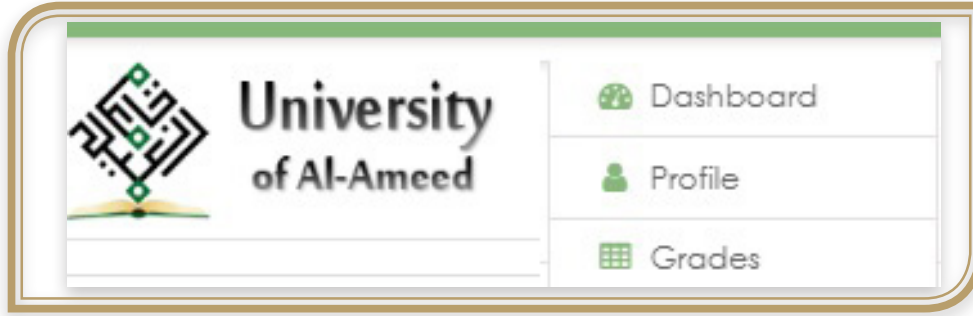 University
of Al-Ameed
Dashboard
Profile
Grades